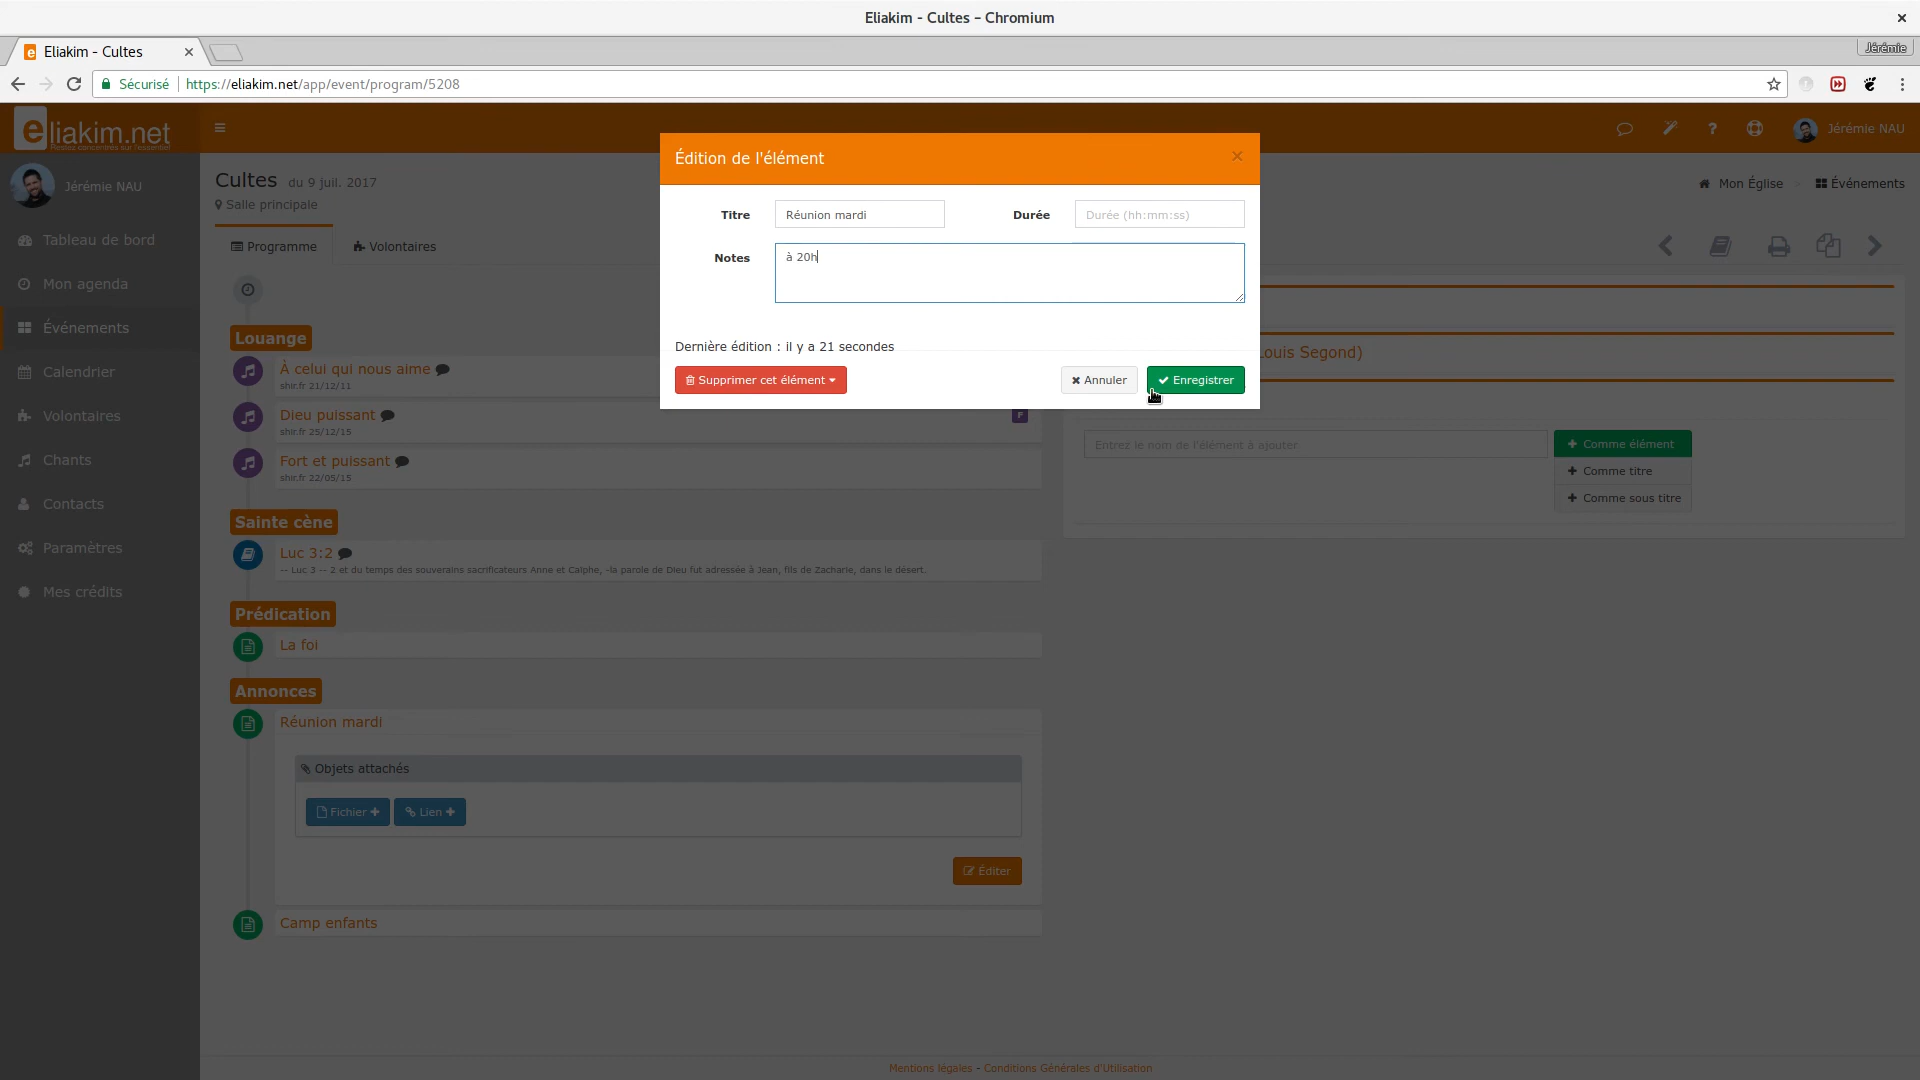 Eliakim - Cultes – Chromium
Eliakim - Cultes
Jérémie
Sécurisé
https://eliakim.net/app/event/program/5208
eliakim.net
Jérémie NAU
Jérémie NAU
Tableau de bord
Mon agenda
Événements
Calendrier
Volontaires
Chants
Contacts
Paramètres
Mes crédits
Cultes du 9 juil. 2017
Salle principale
Mon Église > Événements
Programme
Volontaires
Édition de l'élément
Titre
Réunion mardi
Durée
Durée (hh:mm:ss)
Notes
à 20h
Dernière édition : il y a 21 secondes
Supprimer cet élément
Annuler
Enregistrer
Louange
À celui qui nous aime
shir.fr 21/12/11
Dieu puissant
shir.fr 25/12/15
F
Fort et puissant
shir.fr 22/05/15
Sainte cène
Luc 3:2
-- Luc 3 -- 2 et du temps des souverains sacrificateurs Anne et Caïphe, -la parole de Dieu fut adressée à Jean, fils de Zacharie, dans le désert.
Prédication
La foi
Annonces
Réunion mardi
Objets attachés
Fichier
Lien
Éditer
Camp enfants
Louis Segond)
Entrez le nom de l'élément à ajouter
Comme élément
Comme titre
Comme sous titre
Mentions légales - Conditions Générales d'Utilisation